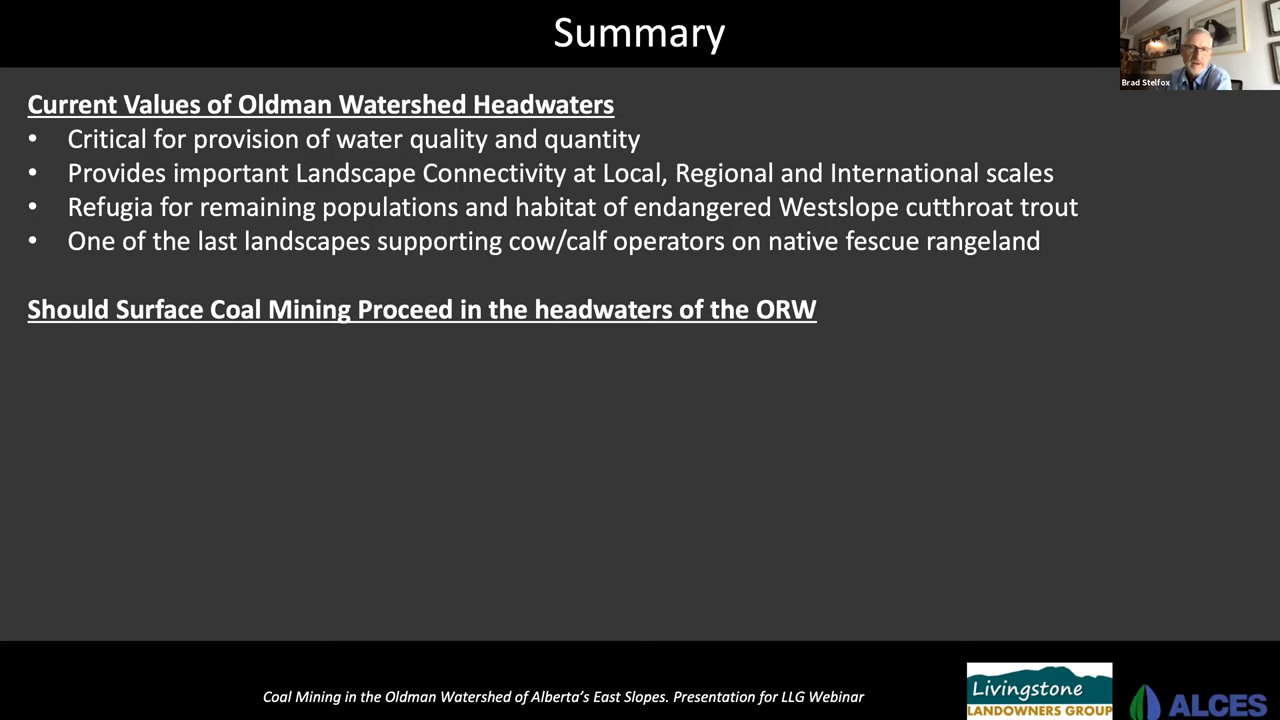 Summary
Brad Stelfox
Current Values of Oldman Watershed Headwaters
• Critical for provision of water quality and quantity
• Provides important Landscape Connectivity at Local, Regional and International scales
• Refugia for remaining populations and habitat of endangered Westslope cutthroat trout
• One of the last landscapes supporting cow/calf operators on native fescue rangeland
Should Surface Coal Mining Proceed in the headwaters of the ORW
Coal Mining in the Oldman Watershed of Alberta's East Slopes. Presentation for LLG Webinar
Livingstone
LANDOWNERS GROUP
ALCES